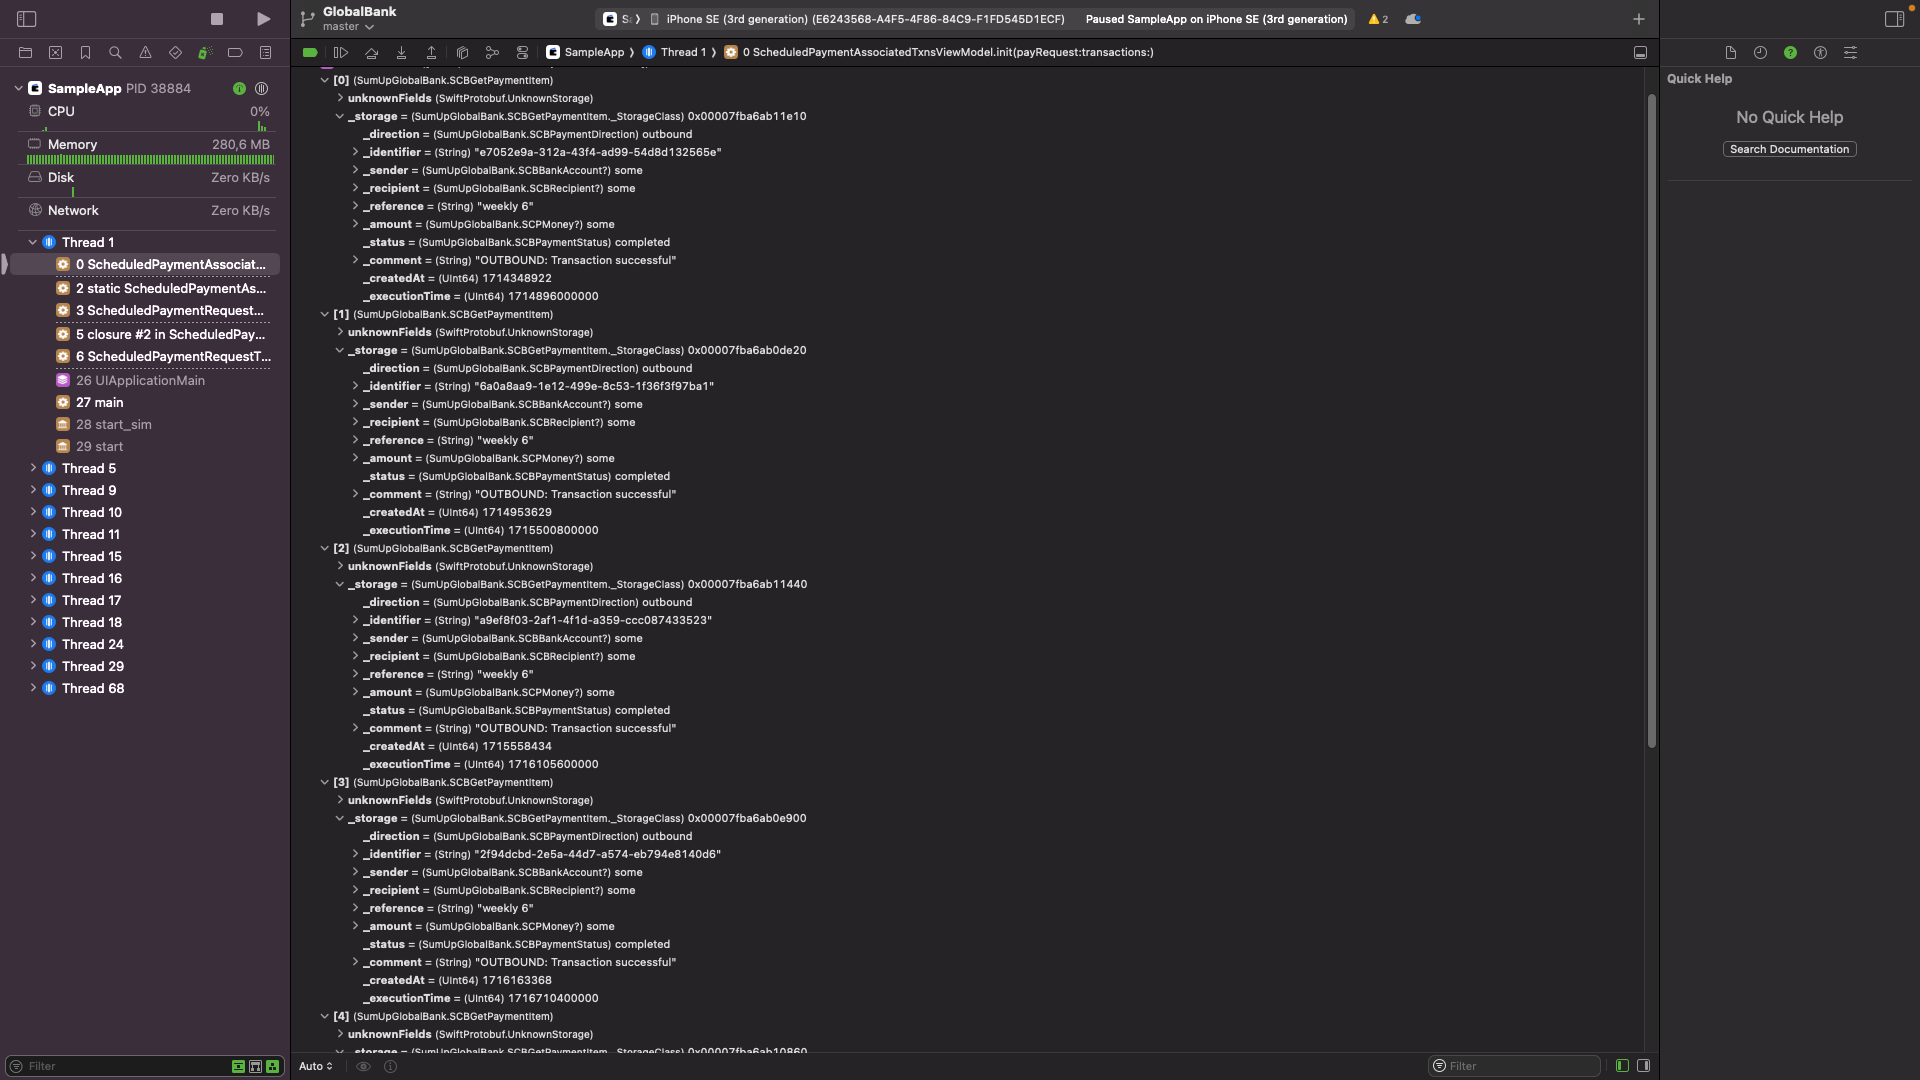 GlobalBank
master
S
iPhone SE (3rd generation) (E6243568-A4F5-4F86-84C9-F1FD545D1ECF)
Paused SampleApp on iPhone SE (3rd generation)
2
SampleApp
Thread 1
0 ScheduledPaymentAssociatedTxnsViewModel.init(payRequest:transactions:)
SampleApp PID 38884
CPU 0%
Memory 280,6 MB
Disk Zero KB/s
Network Zero KB/s
Thread 1
0 ScheduledPaymentAssociat...
2 static ScheduledPaymentAs...
3 ScheduledPaymentRequest...
5 closure #2 in ScheduledPay...
6 ScheduledPaymentRequestT...
26 UIApplicationMain
27 main
28 start_sim
29 start
Thread 5
Thread 9
Thread 10
Thread 11
Thread 15
Thread 16
Thread 17
Thread 18
Thread 24
Thread 29
Thread 68
Filter
[0] (SumUpGlobalBank.SCBGetPaymentItem)
unknownFields (SwiftProtobuf.UnknownStorage)
_storage = (SumUpGlobalBank.SCBGetPaymentItem._StorageClass) 0x00007fba6ab11e10
_direction = (SumUpGlobalBank.SCBPaymentDirection) outbound
_identifier = (String) "e7052e9a-312a-43f4-ad99-54d8d132565e"
_sender = (SumUpGlobalBank.SCBBankAccount?) some
_recipient = (SumUpGlobalBank.SCBRecipient?) some
_reference = (String) "weekly 6"
_amount = (SumUpGlobalBank.SCPMoney?) some
_status = (SumUpGlobalBank.SCBPaymentStatus) completed
_comment = (String) "OUTBOUND: Transaction successful"
_createdAt = (UInt64) 1714348922
_executionTime = (UInt64) 1714896000000
[1] (SumUpGlobalBank.SCBGetPaymentItem)
unknownFields (SwiftProtobuf.UnknownStorage)
_storage = (SumUpGlobalBank.SCBGetPaymentItem._StorageClass) 0x00007fba6ab0de20
_direction = (SumUpGlobalBank.SCBPaymentDirection) outbound
_identifier = (String) "6a0a8aa9-1e12-499e-8c53-1f36f3f97ba1"
_sender = (SumUpGlobalBank.SCBBankAccount?) some
_recipient = (SumUpGlobalBank.SCBRecipient?) some
_reference = (String) "weekly 6"
_amount = (SumUpGlobalBank.SCPMoney?) some
_status = (SumUpGlobalBank.SCBPaymentStatus) completed
_comment = (String) "OUTBOUND: Transaction successful"
_createdAt = (UInt64) 1714953629
_executionTime = (UInt64) 1715500800000
[2] (SumUpGlobalBank.SCBGetPaymentItem)
unknownFields (SwiftProtobuf.UnknownStorage)
_storage = (SumUpGlobalBank.SCBGetPaymentItem._StorageClass) 0x00007fba6ab11440
_direction = (SumUpGlobalBank.SCBPaymentDirection) outbound
_identifier = (String) "a9ef8f03-2af1-4f1d-a359-ccc087433523"
_sender = (SumUpGlobalBank.SCBBankAccount?) some
_recipient = (SumUpGlobalBank.SCBRecipient?) some
_reference = (String) "weekly 6"
_amount = (SumUpGlobalBank.SCPMoney?) some
_status = (SumUpGlobalBank.SCBPaymentStatus) completed
_comment = (String) "OUTBOUND: Transaction successful"
_createdAt = (UInt64) 1715558434
_executionTime = (UInt64) 1716105600000
[3] (SumUpGlobalBank.SCBGetPaymentItem)
unknownFields (SwiftProtobuf.UnknownStorage)
_storage = (SumUpGlobalBank.SCBGetPaymentItem._StorageClass) 0x00007fba6ab0e900
_direction = (SumUpGlobalBank.SCBPaymentDirection) outbound
_identifier = (String) "2f94dcbd-2e5a-44d7-a574-eb794e8140d6"
_sender = (SumUpGlobalBank.SCBBankAccount?) some
_recipient = (SumUpGlobalBank.SCBRecipient?) some
_reference = (String) "weekly 6"
_amount = (SumUpGlobalBank.SCPMoney?) some
_status = (SumUpGlobalBank.SCBPaymentStatus) completed
_comment = (String) "OUTBOUND: Transaction successful"
_createdAt = (UInt64) 1716163368
_executionTime = (UInt64) 1716710400000
[4] (SumUpGlobalBank.SCBGetPaymentItem)
unknownFields (SwiftProtobuf.UnknownStorage)
_storage = (SumUpGlobalBank.SCBGetPaymentItem._StorageClass) 0x00007fba6ab10860
Auto
Filter
Quick Help
No Quick Help
Search Documentation